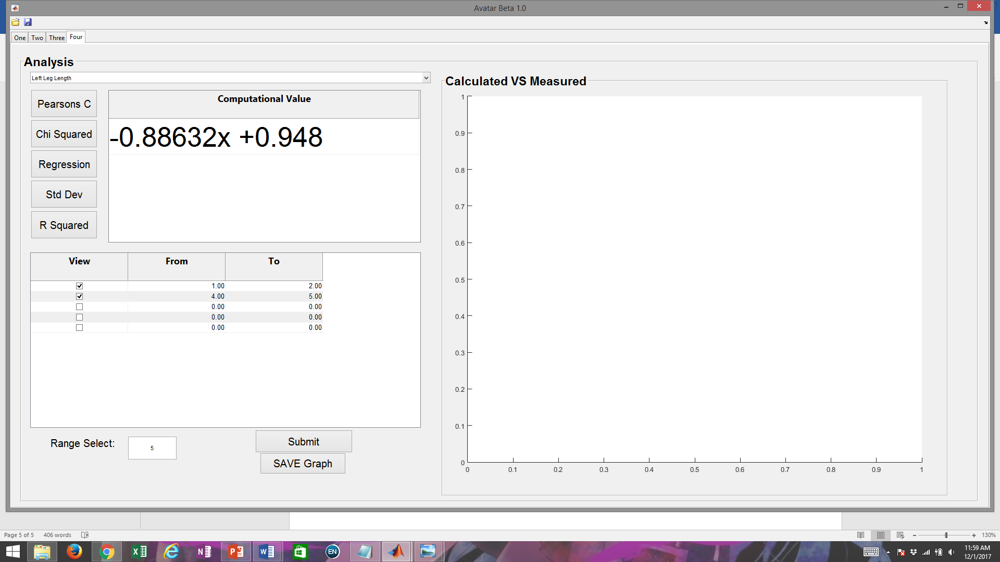 Avatar Beta 1.0
One Two Three Four
Analysis
Left Leg Length
Pearsons C
Chi Squared
Regression
Std Dev
R Squared
Computational Value
-0.88632x +0.948
View From To
1.00 2.00
4.00 5.00
0.00 0.00
0.00 0.00
0.00 0.00
Range Select: 5
Submit
SAVE Graph
Calculated VS Measured
1
0.9
0.8
0.7
0.6
0.5
0.4
0.3
0.2
0.1
0
0 0.1 0.2 0.3 0.4 0.5 0.6 0.7 0.8 0.9 1
Page 5 of 5 406 words 130%
EN
11:59 AM
12/1/2017